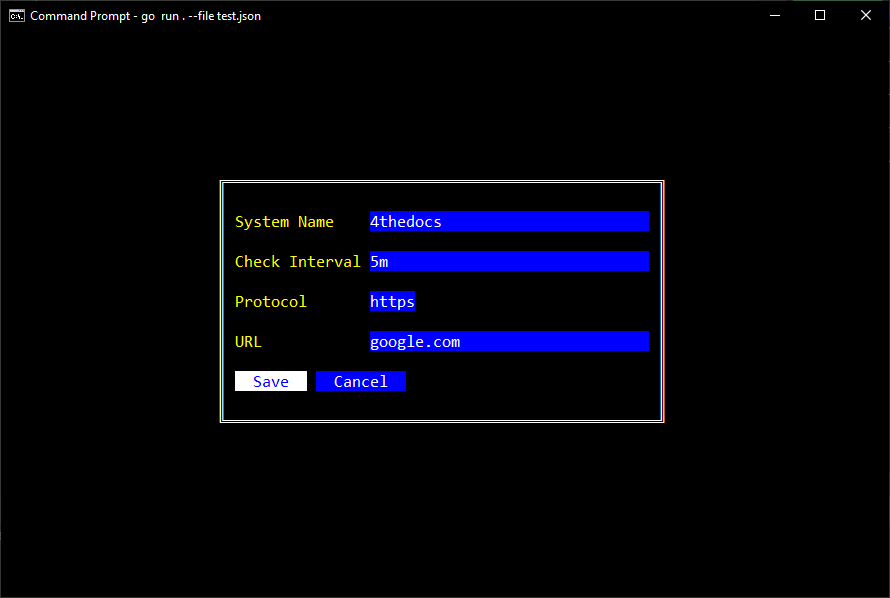 Command Prompt - go  run . --file test.json
System Name 4thedocs
Check Interval 5m
Protocol https
URL google.com
Save Cancel